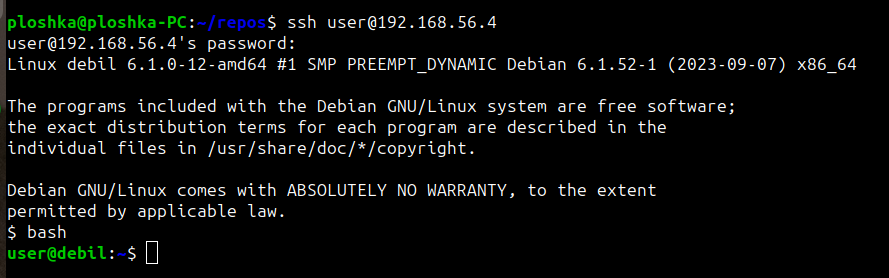 ploshka@ploshka-PC:~/repos$ ssh user@192.168.56.4
user@192.168.56.4's password:
Linux debil 6.1.0-12-amd64 #1 SMP PREEMPT_DYNAMIC Debian 6.1.52-1 (2023-09-07) x86_64

The programs included with the Debian GNU/Linux system are free software;
the exact distribution terms for each program are described in the
individual files in /usr/share/doc/*/copyright.

Debian GNU/Linux comes with ABSOLUTELY NO WARRANTY, to the extent
permitted by applicable law.
$ bash
user@debil:~$